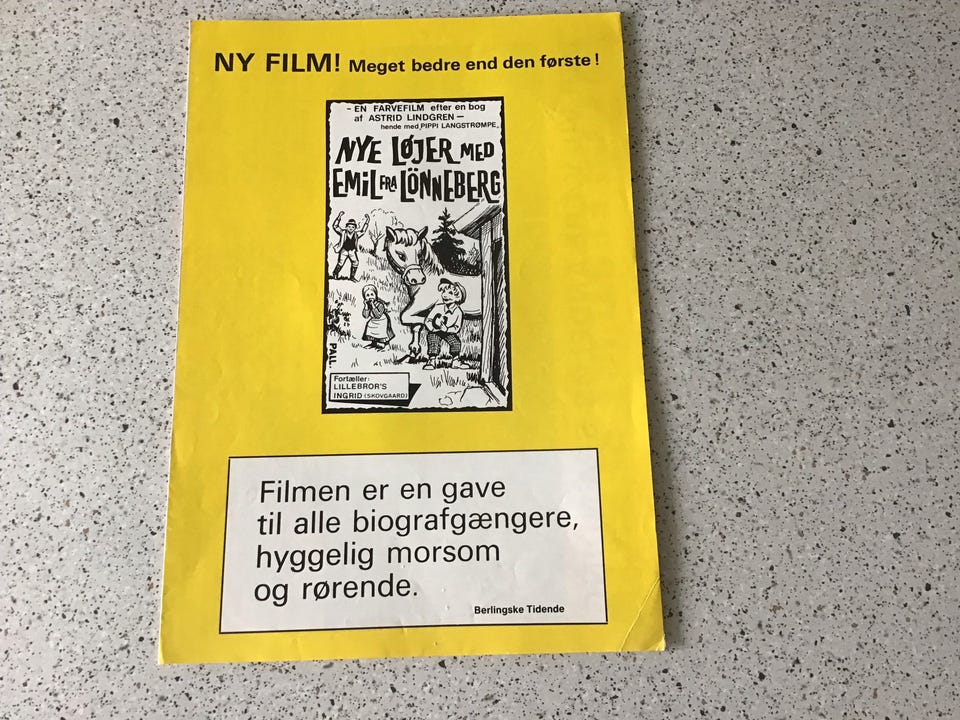 NY FILM! Meget bedre end den første!
– EN FARVEFILM efter en bog
af ASTRID LINDGREN –
hende med PIPPI LANGSTRØMPE
NYE LØJER MED
EMIL FRA LÖNNEBERG
Fortæller:
LILLEBROR'S
INGRID (SKOVGAARD)
Filmen er en gave
til alle biografgængere,
hyggelig morsom
og rørende.
Berlingske Tidende